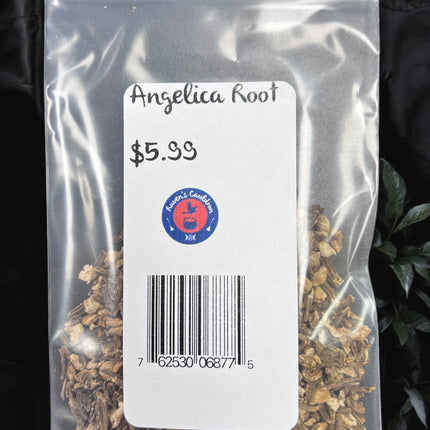 Angelica Root
$5.99
Raven's Cauldron
7 62530 06877 5